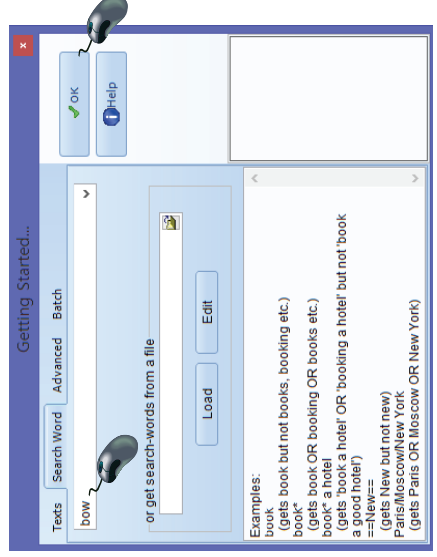 Getting Started...
Texts Search Word Advanced Batch
bow
OK
Help
or get search-words from a file
Load Edit
Examples:
book
(gets book but not books, booking etc.)
book*
(gets book OR booking OR books etc.)
book* a hotel
(gets 'book a hotel' OR 'booking a hotel' but not 'book
a good hotel')
==New==
(gets New but not new)
Paris/Moscow/New York
(gets Paris OR Moscow OR New York)